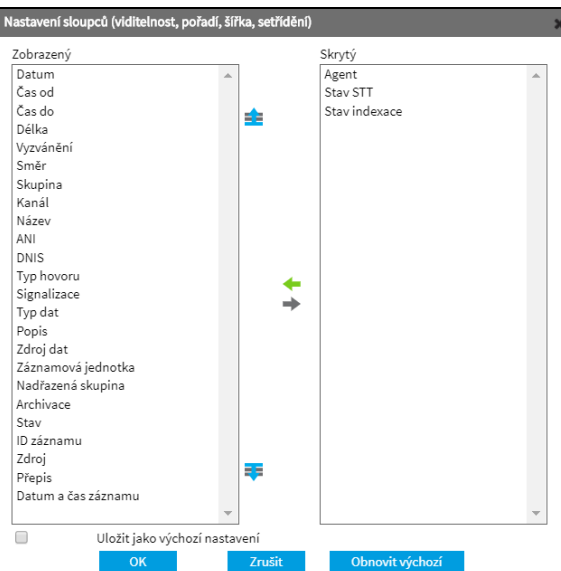 Nastavení sloupců (viditelnost, pořadí, šířka, setřídění)
Zobrazený
Datum
Čas od
Čas do
Délka
Vyzvánění
Směr
Skupina
Kanál
Název
ANI
DNIS
Typ hovoru
Signalizace
Typ dat
Popis
Zdroj dat
Záznamová jednotka
Nadřazená skupina
Archivace
Stav
ID záznamu
Zdroj
Přepis
Datum a čas záznamu
Skrytý
Agent
Stav STT
Stav indexace
Uložit jako výchozí nastavení
OK Zrušit Obnovit výchozí